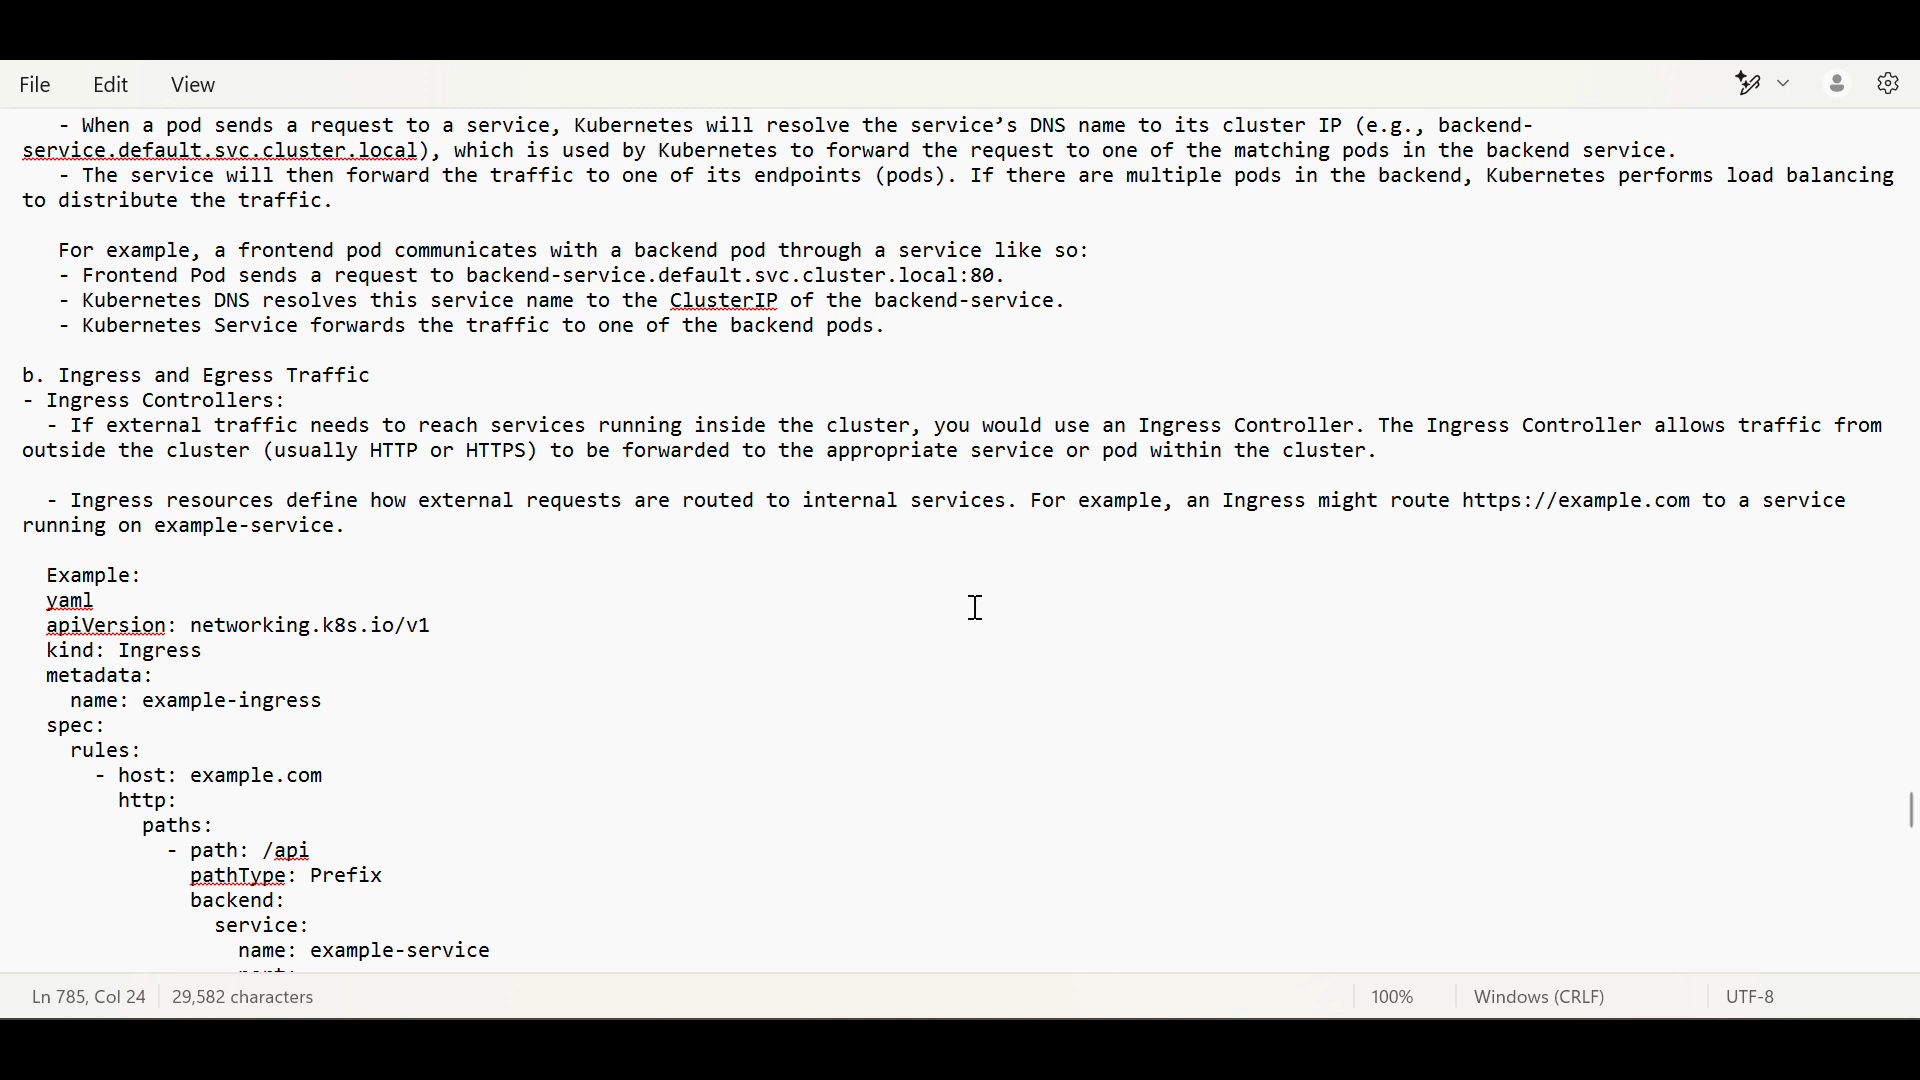 File Edit View
- When a pod sends a request to a service, Kubernetes will resolve the service’s DNS name to its cluster IP (e.g., backend-
service.default.svc.cluster.local), which is used by Kubernetes to forward the request to one of the matching pods in the backend service.
- The service will then forward the traffic to one of its endpoints (pods). If there are multiple pods in the backend, Kubernetes performs load balancing
to distribute the traffic.
For example, a frontend pod communicates with a backend pod through a service like so:
- Frontend Pod sends a request to backend-service.default.svc.cluster.local:80.
- Kubernetes DNS resolves this service name to the ClusterIP of the backend-service.
- Kubernetes Service forwards the traffic to one of the backend pods.
b. Ingress and Egress Traffic
- Ingress Controllers:
- If external traffic needs to reach services running inside the cluster, you would use an Ingress Controller. The Ingress Controller allows traffic from
outside the cluster (usually HTTP or HTTPS) to be forwarded to the appropriate service or pod within the cluster.
- Ingress resources define how external requests are routed to internal services. For example, an Ingress might route https://example.com to a service
running on example-service.
Example:
yaml
apiVersion: networking.k8s.io/v1
kind: Ingress
metadata:
name: example-ingress
spec:
rules:
- host: example.com
http:
paths:
- path: /api
pathType: Prefix
backend:
service:
name: example-service
Ln 785, Col 24 29,582 characters 100% Windows (CRLF) UTF-8